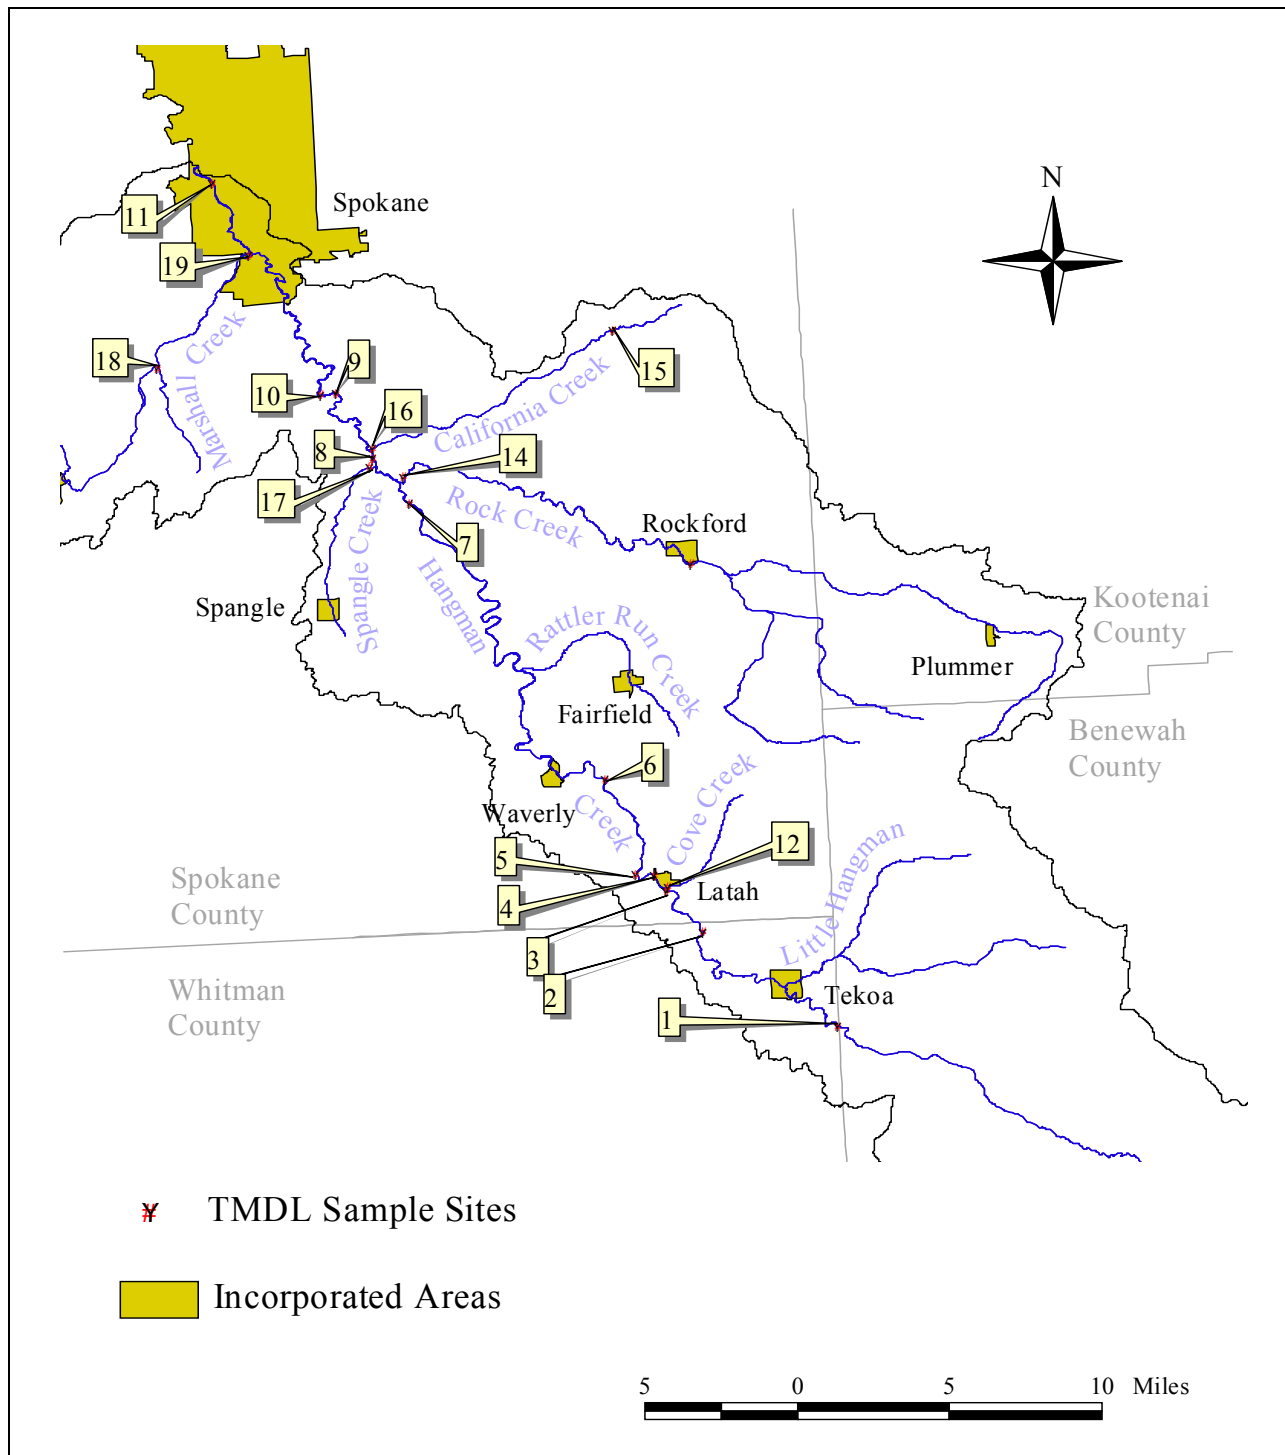 N
Spokane
11
19
18
10
9
16
8
17
14
15
7
Marshall Creek
California Creek
Rock Creek
Spangle Creek
Hangman
Creek
Rattler Run Creek
Rockford
Spangle
Fairfield
Plummer
Kootenai
County
Benewah
County
6
Waverly
Cove Creek
12
5
4
Latah
Little Hangman
Spokane
County
3
2
Whitman
County
Tekoa
1
TMDL Sample Sites
Incorporated Areas
5 0 5 10 Miles